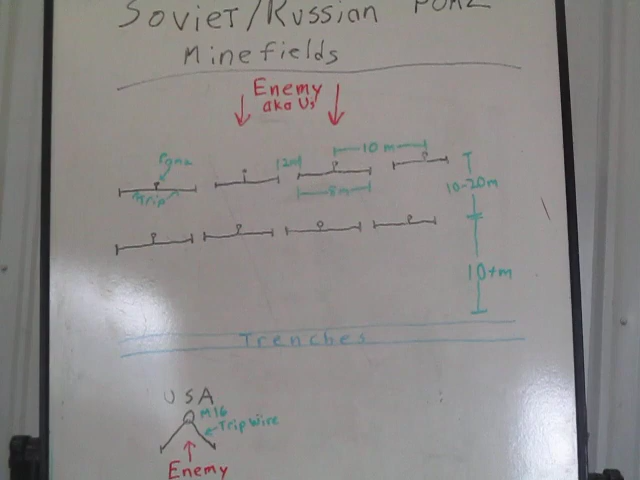 Soviet/Russian POMZ
Minefields
Enemy
aka Us
10 m
12m
Pomz
8m
Trip
10-20m
10+m
Trenches
USA
M16
Trip Wire
Enemy